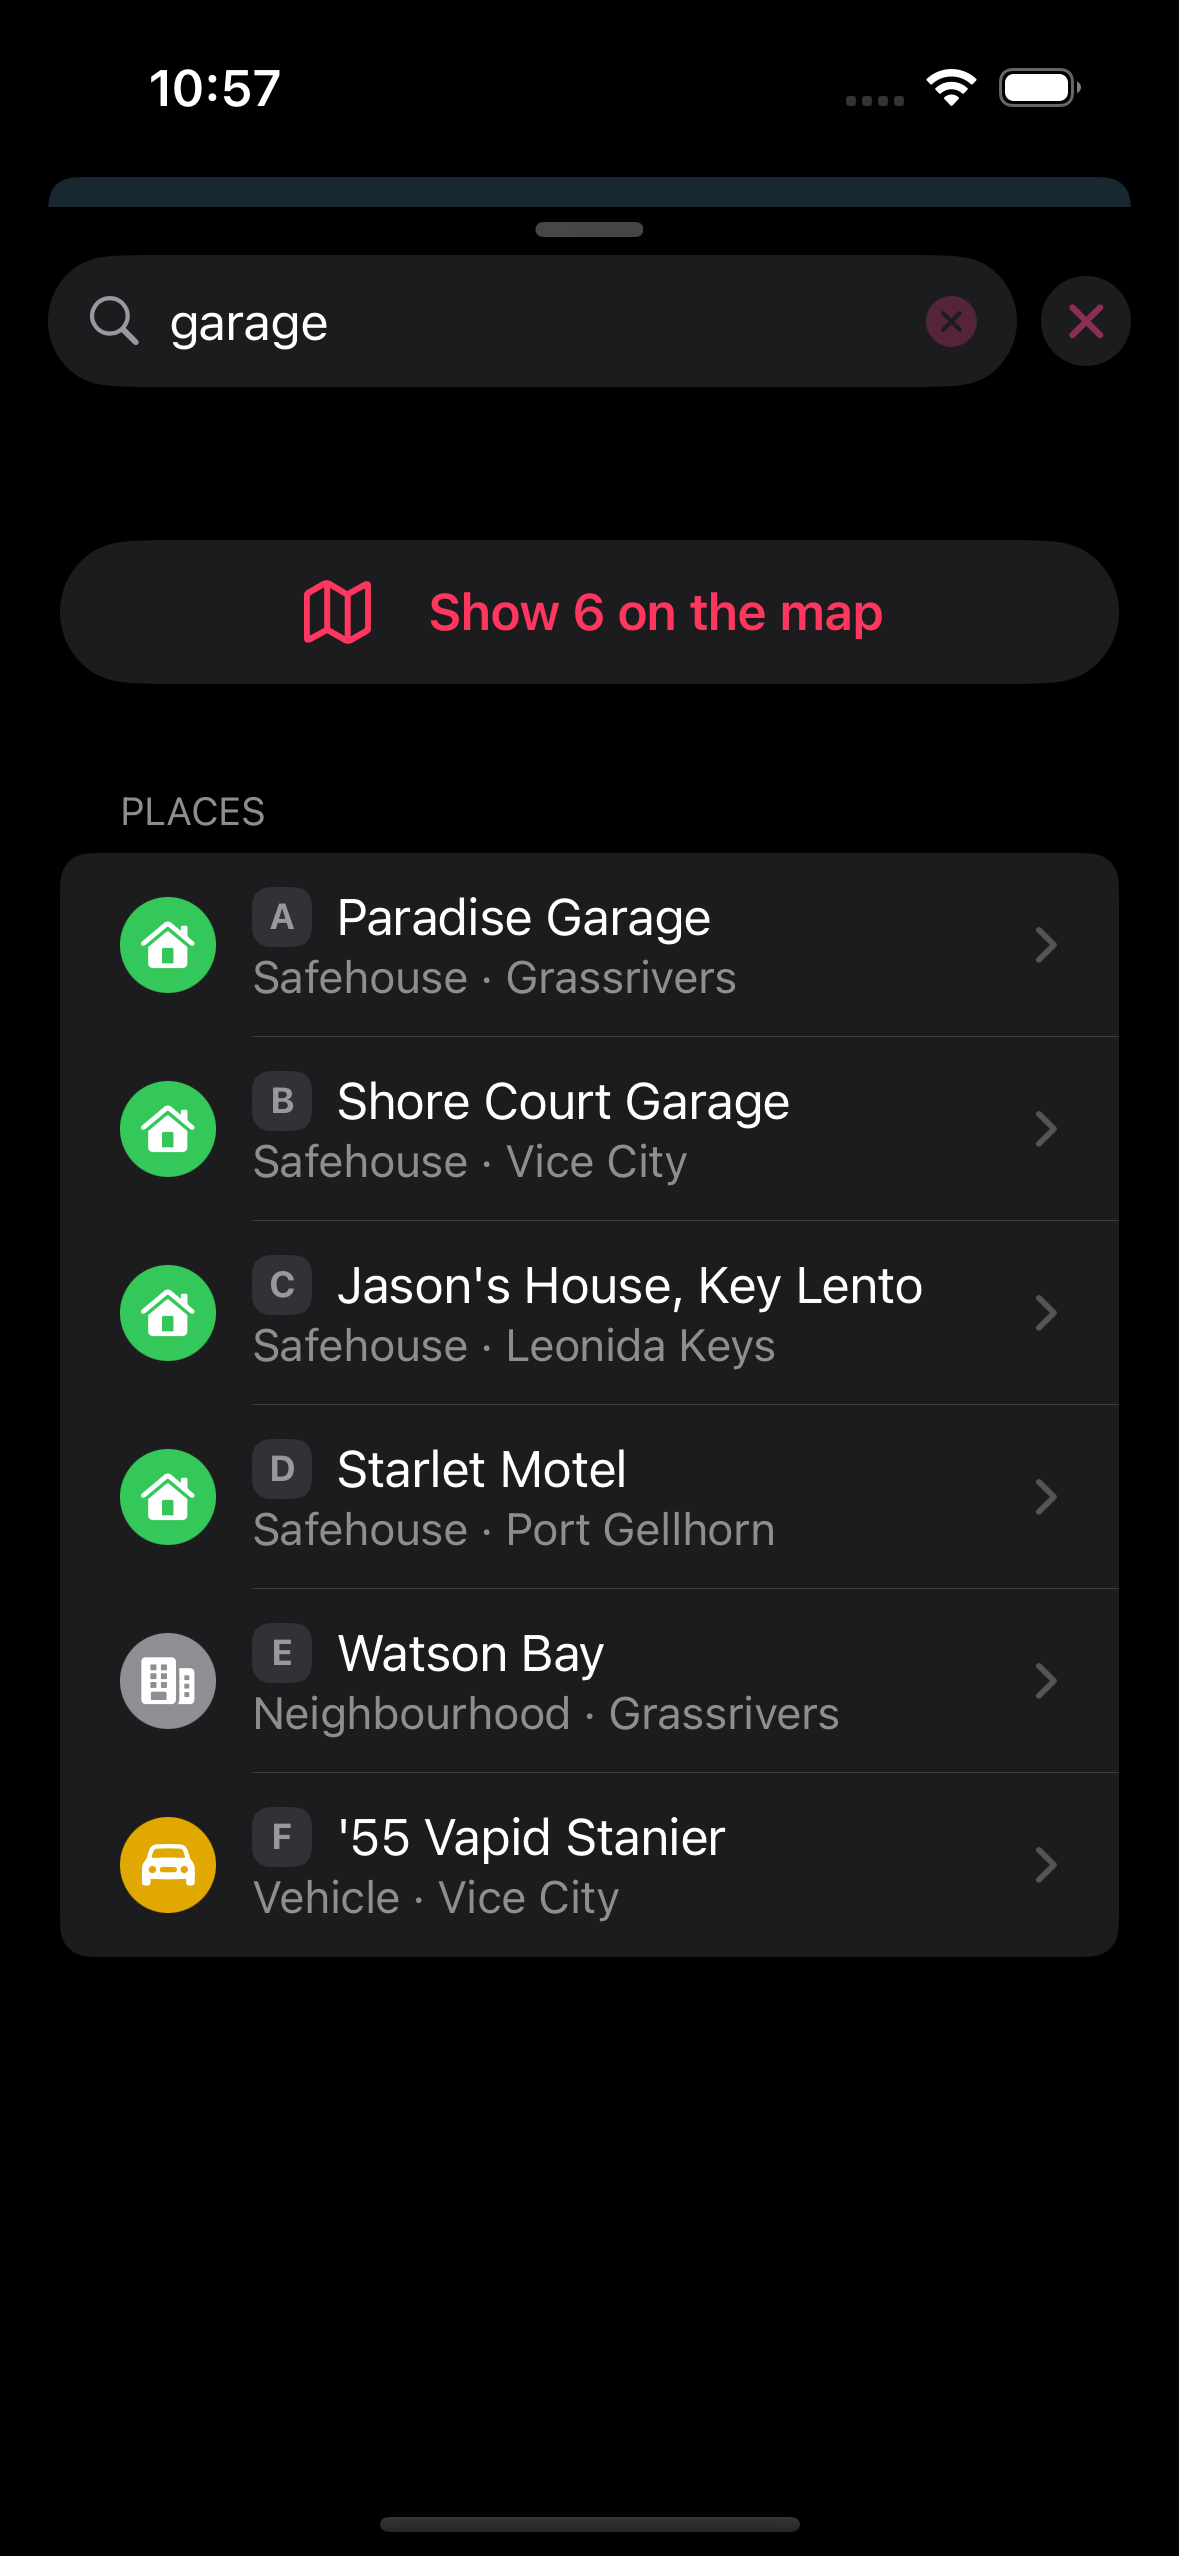 10:57
garage
Show 6 on the map
PLACES
A Paradise Garage
Safehouse · Grassrivers
B Shore Court Garage
Safehouse · Vice City
C Jason's House, Key Lento
Safehouse · Leonida Keys
D Starlet Motel
Safehouse · Port Gellhorn
E Watson Bay
Neighbourhood · Grassrivers
F '55 Vapid Stanier
Vehicle · Vice City